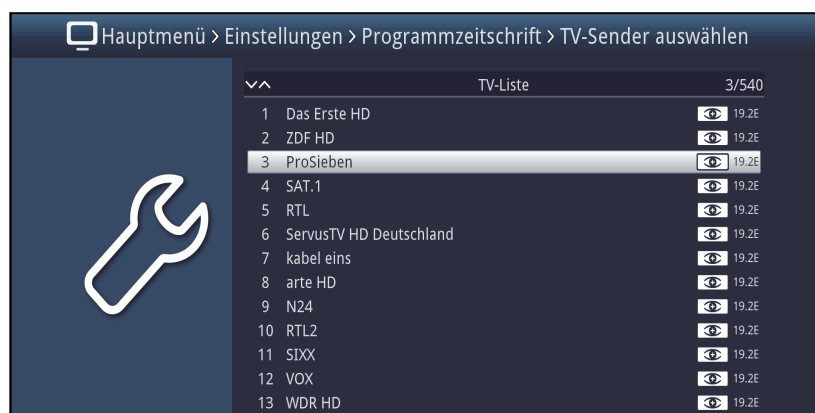 Hauptmenü > Einstellungen > Programmzeitschrift > TV-Sender auswählen
TV-Liste 3/540
1 Das Erste HD 19.2E
2 ZDF HD 19.2E
3 ProSieben 19.2E
4 SAT.1 19.2E
5 RTL 19.2E
6 ServusTV HD Deutschland 19.2E
7 kabel eins 19.2E
8 arte HD 19.2E
9 N24 19.2E
10 RTL2 19.2E
11 SIXX 19.2E
12 VOX 19.2E
13 WDR HD 19.2E